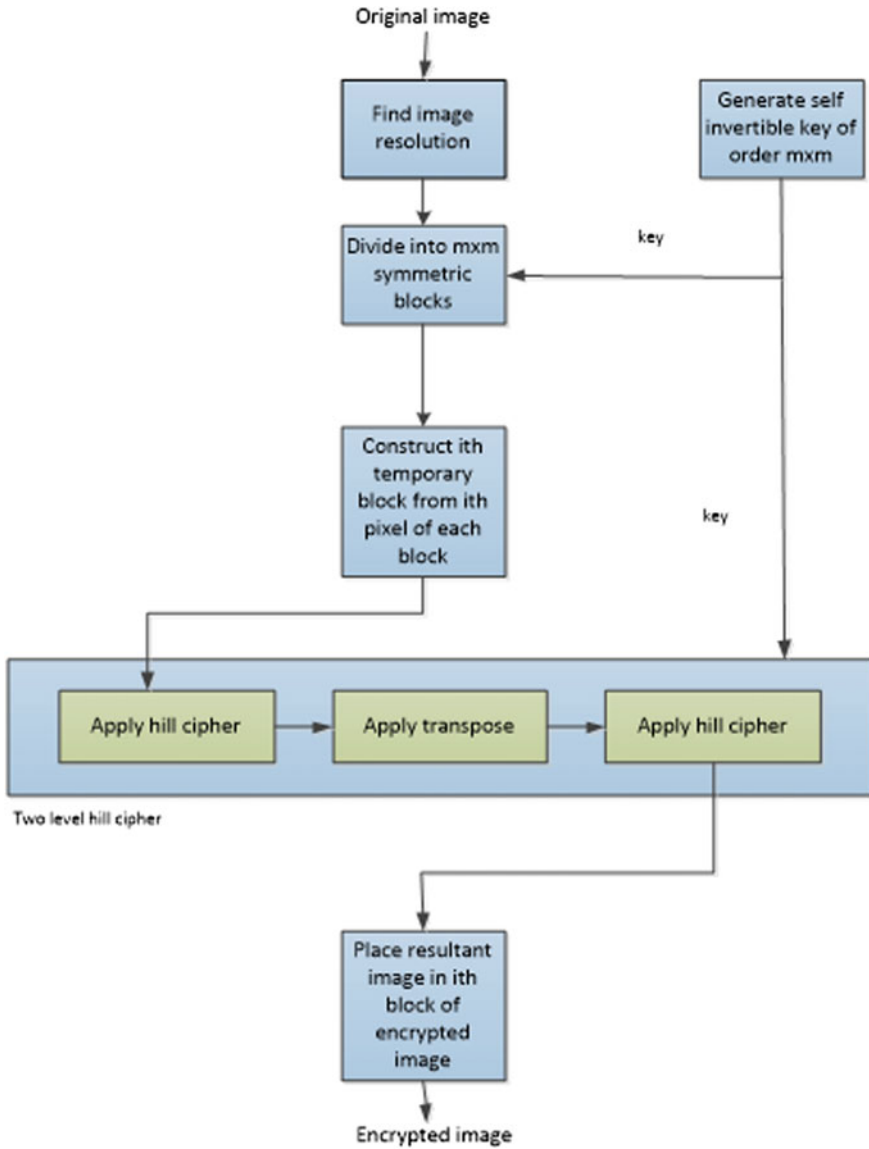 Original image
Find image
resolution
Generate self
invertible key of
order mxm
Divide into mxm
symmetric
blocks
key
Construct ith
temporary
block from ith
pixel of each
block
key
Apply hill cipher
Apply transpose
Apply hill cipher
Two level hill cipher
Place resultant
image in ith
block of
encrypted
image
Encrypted image